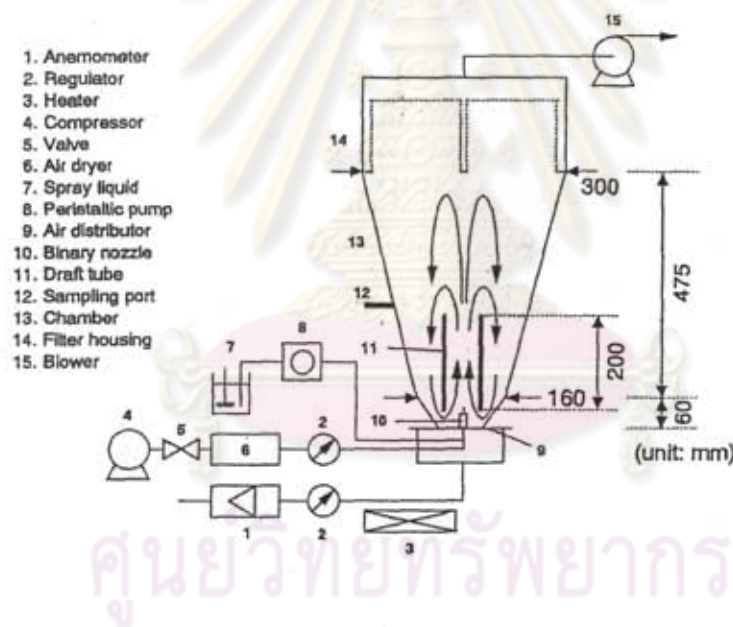 1. Anemometer
2. Regulator
3. Heater
4. Compressor
5. Valve
6. Air dryer
7. Spray liquid
8. Peristaltic pump
9. Air distributor
10. Binary nozzle
11. Draft tube
12. Sampling port
13. Chamber
14. Filter housing
15. Blower
15
14
300
13
475
12
8
7
11
200
160
4
5
2
10
60
6
9
(unit: mm)
1
2
3
ศูนย์วิทยทรัพยากร